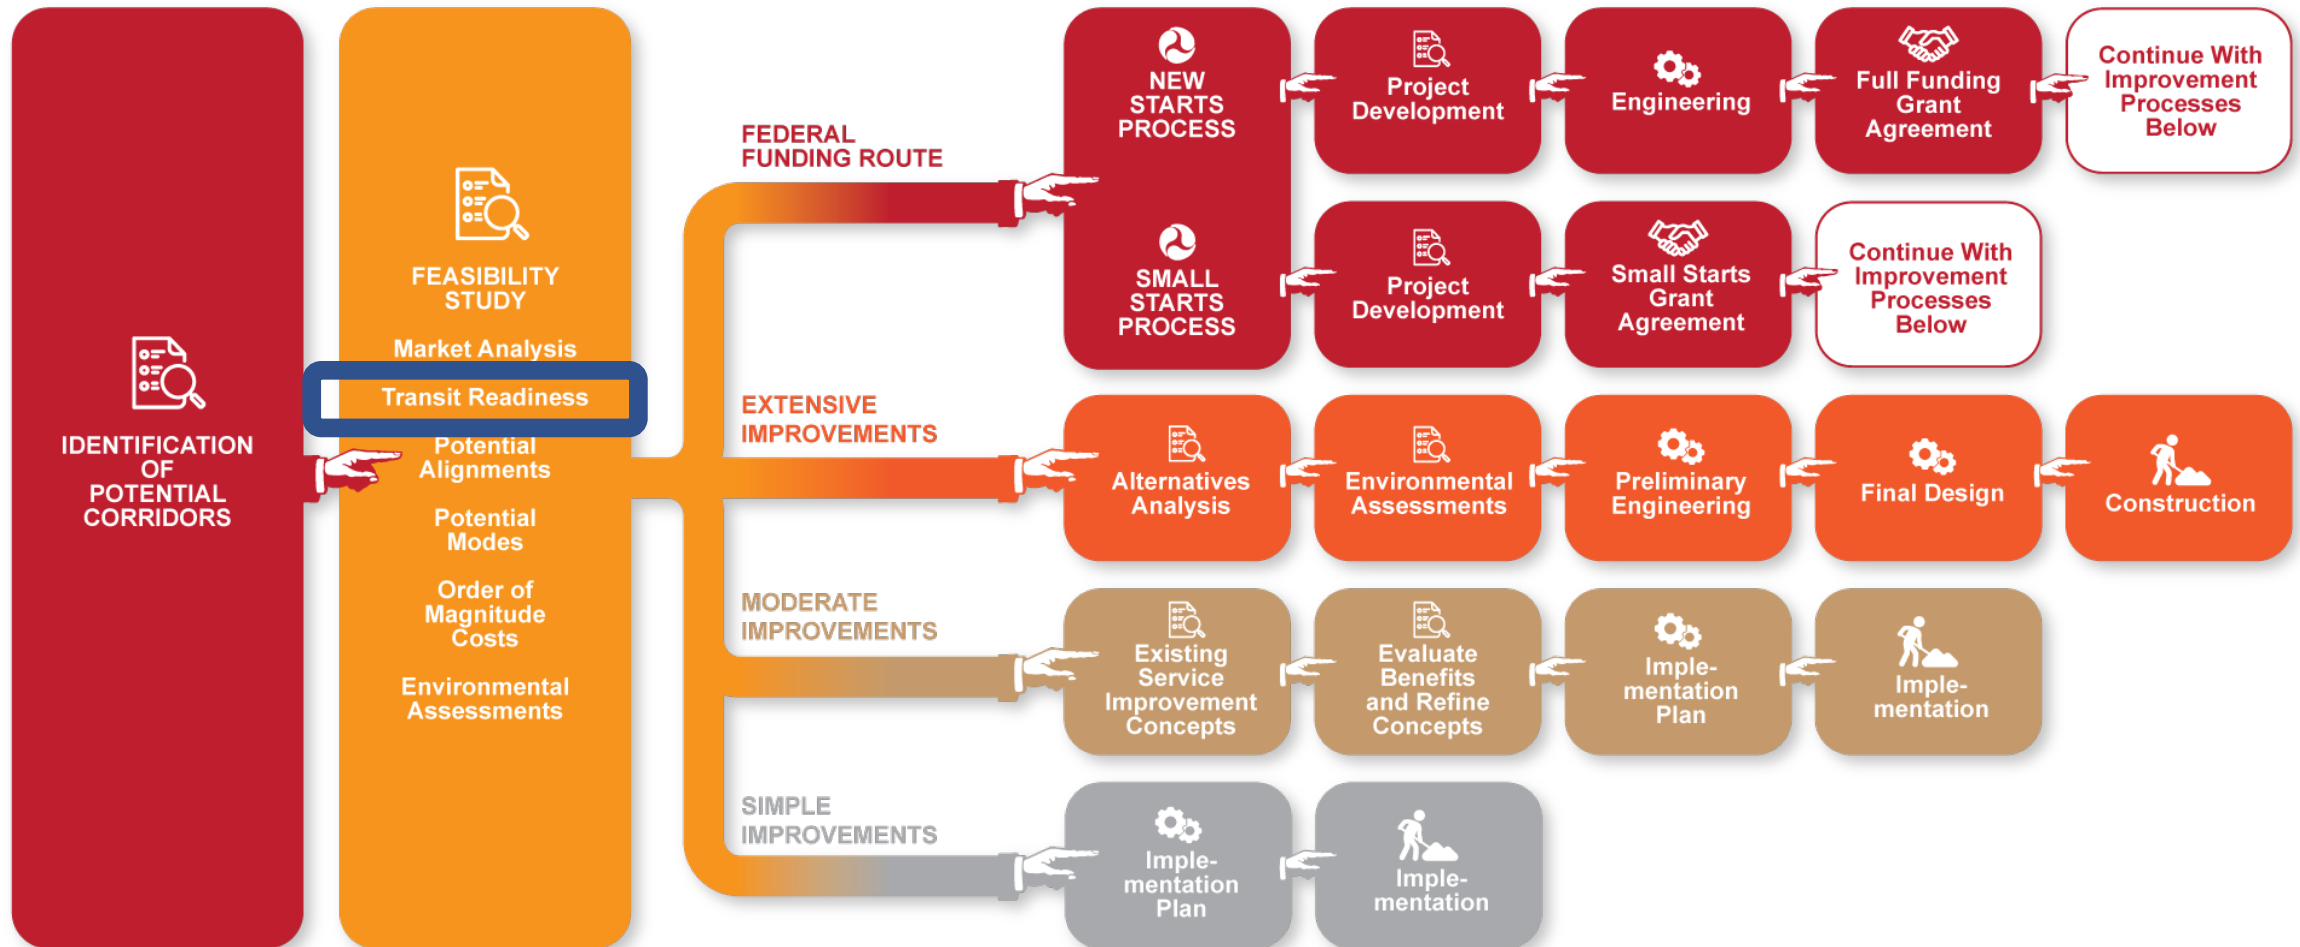 IDENTIFICATION
OF
POTENTIAL
CORRIDORS
FEASIBILITY
STUDY
Market Analysis
Transit Readiness
Potential
Alignments
Potential
Modes
Order of
Magnitude
Costs
Environmental
Assessments
FEDERAL
FUNDING ROUTE
NEW
STARTS
PROCESS
Project
Development
Engineering
Full Funding
Grant
Agreement
Continue With
Improvement
Processes
Below
SMALL
STARTS
PROCESS
Project
Development
Small Starts
Grant
Agreement
Continue With
Improvement
Processes
Below
EXTENSIVE
IMPROVEMENTS
Alternatives
Analysis
Environmental
Assessments
Preliminary
Engineering
Final Design
Construction
MODERATE
IMPROVEMENTS
Existing
Service
Improvement
Concepts
Evaluate
Benefits
and Refine
Concepts
Imple-
mentation
Plan
Imple-
mentation
SIMPLE
IMPROVEMENTS
Imple-
mentation
Plan
Imple-
mentation